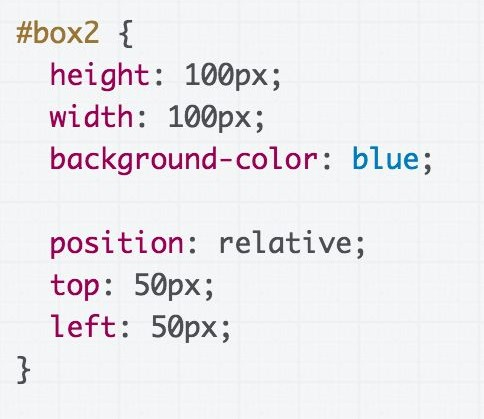 #box2 {
  height: 100px;
  width: 100px;
  background-color: blue;

  position: relative;
  top: 50px;
  left: 50px;
}